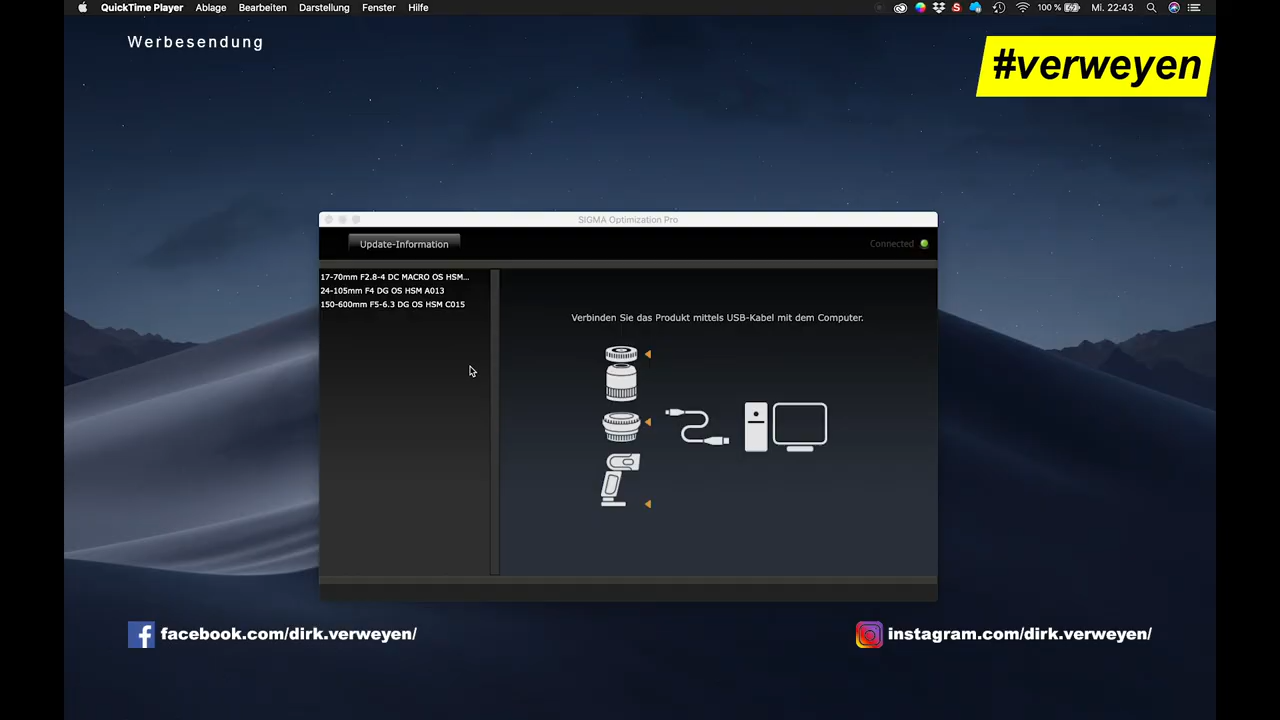 QuickTime Player Ablage Bearbeiten Darstellung Fenster Hilfe 100 % Mi. 22:43
Werbesendung
#verweyen
SIGMA Optimization Pro
Update-Information
Connected
17-70mm F2.8-4 DC MACRO OS HSM...
24-105mm F4 DG OS HSM A013
150-600mm F5-6.3 DG OS HSM C015
Verbinden Sie das Produkt mittels USB-Kabel mit dem Computer.
facebook.com/dirk.verweyen/
instagram.com/dirk.verweyen/